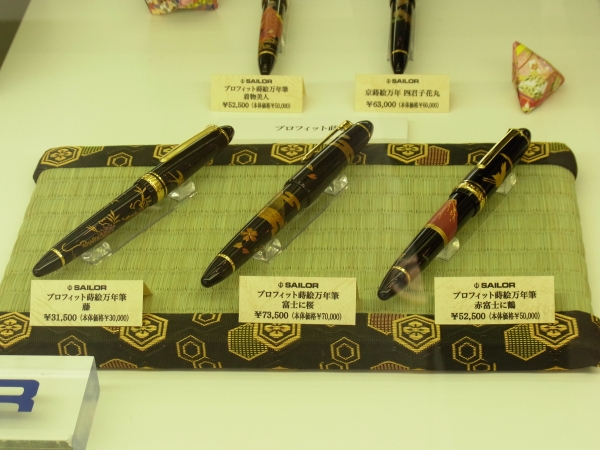 SAILOR
プロフィット蒔絵万年筆
着物美人
¥52,500(本体価格¥50,000)
SAILOR
京蒔絵万年 四君子花丸
¥63,000(本体価格¥60,000)
プロフィット蒔
SAILOR
プロフィット蒔絵万年筆
藤
¥31,500(本体価格¥30,000)
SAILOR
プロフィット蒔絵万年筆
富士に桜
¥73,500(本体価格¥70,000)
SAILOR
プロフィット蒔絵万年筆
赤富士に鶴
¥52,500(本体価格¥50,000)
R